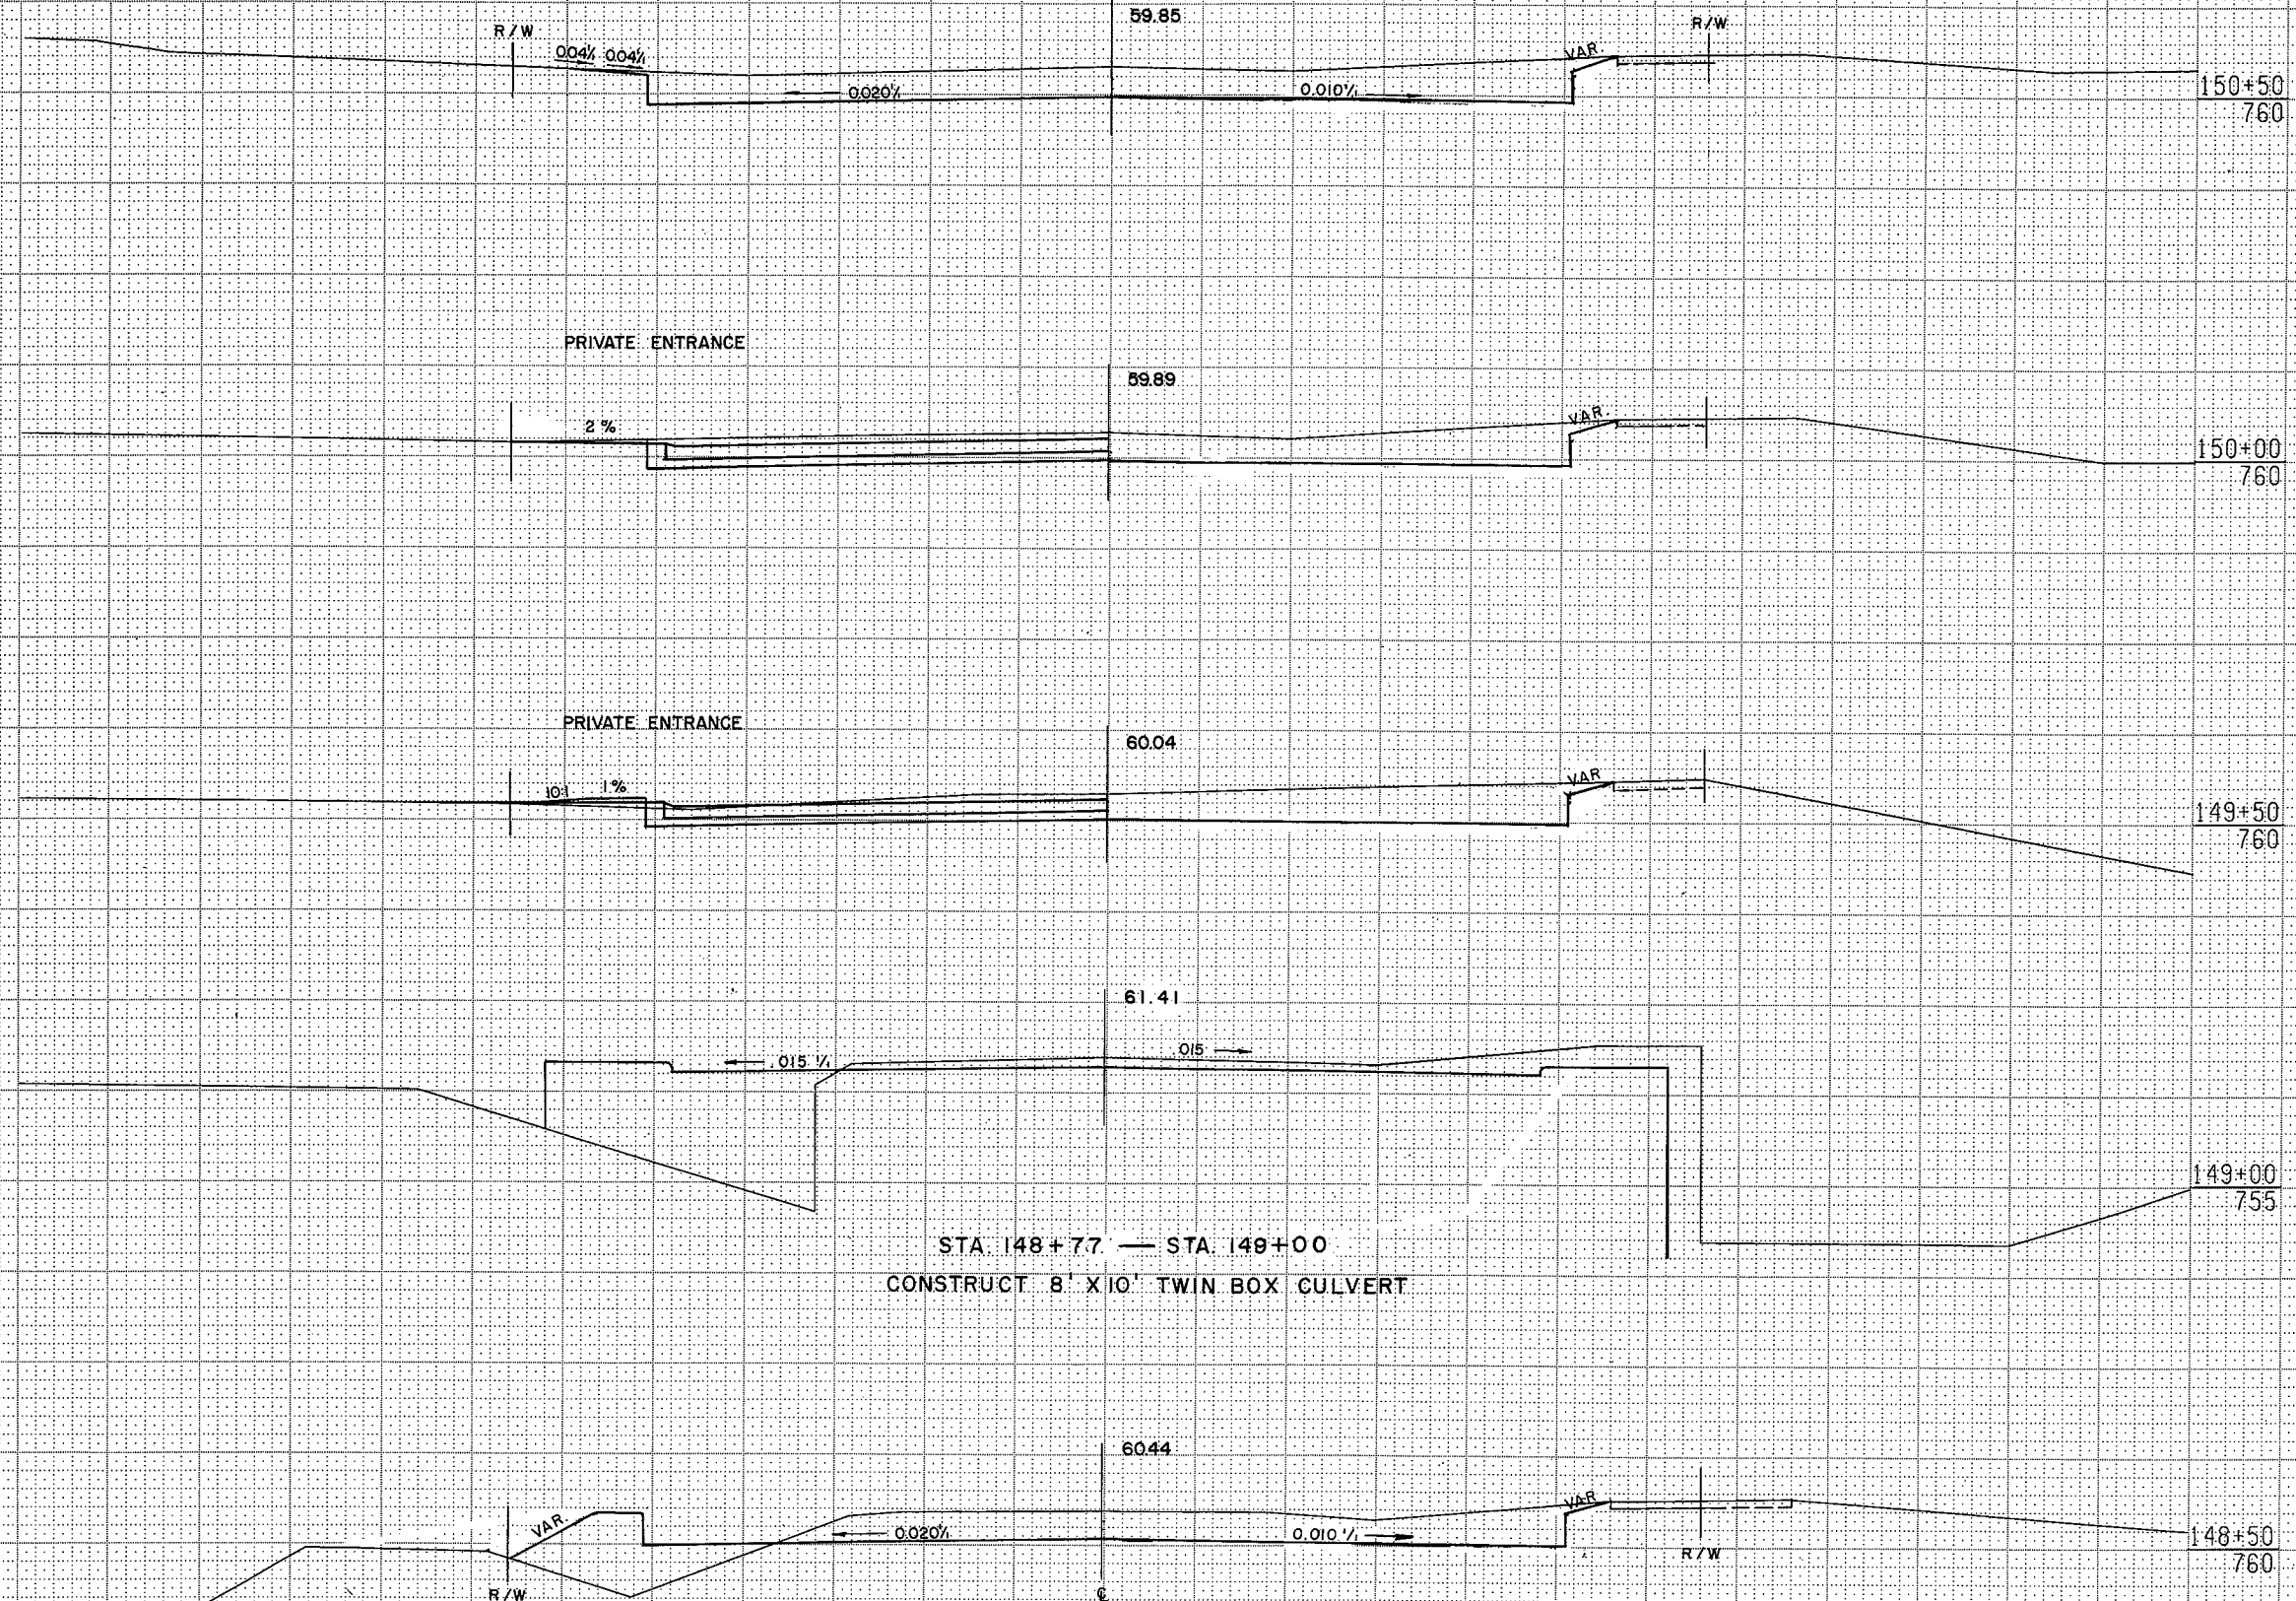 59.85
R/W
R/W
0.04'/' 0.04'/'
VAR.
0.020'/'
0.010'/'
150+50
760
PRIVATE ENTRANCE
59.89
2 %
VAR
150+00
760
PRIVATE ENTRANCE
60.04
10:1 1%
VAR
149+50
760
61.41
.015 '/'
.015
149+00
755
STA. 148+77 — STA. 149+00
CONSTRUCT 8' X 10' TWIN BOX CULVERT
60.44
VAR.
0.020'/'
0.010 '/'
VAR
148+50
760
R/W
R/W
℄